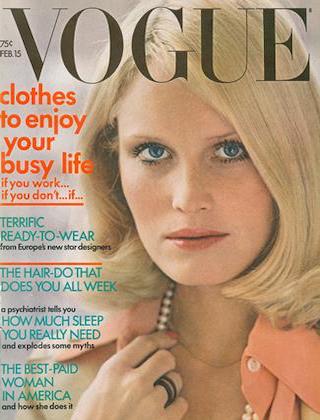 VOGUE
75¢
FEB.15
clothes
to enjoy
your
busy life
if you work...
if you don't...if...
TERRIFIC
READY-TO-WEAR
from Europe's new star designers
THE HAIR-DO THAT
DOES YOU ALL WEEK
a psychiatrist tells you
HOW MUCH SLEEP
YOU REALLY NEED
and explodes some myths
THE BEST-PAID
WOMAN
IN AMERICA
and how she does it